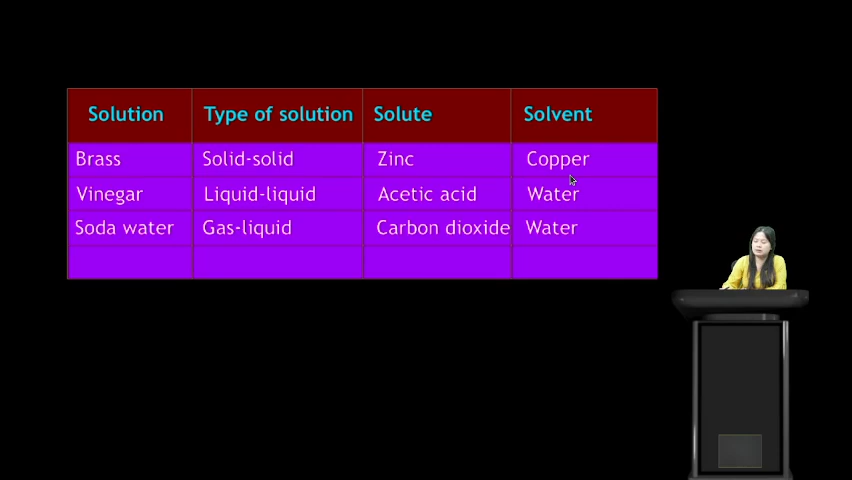 Solution Type of solution Solute Solvent
Brass Solid-solid Zinc Copper
Vinegar Liquid-liquid Acetic acid Water
Soda water Gas-liquid Carbon dioxide Water